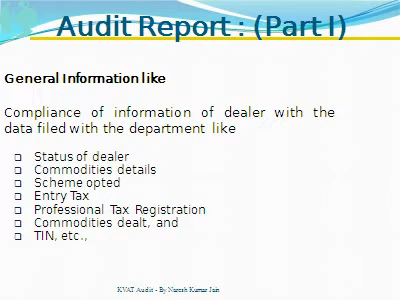 Audit Report : (Part I)
General Information like
Compliance of information of dealer with the
data filed with the department like
❑ Status of dealer
❑ Commodities details
❑ Scheme opted
❑ Entry Tax
❑ Professional Tax Registration
❑ Commodities dealt, and
❑ TIN, etc.,
KVAT Audit - By Naresh Kumar Jain